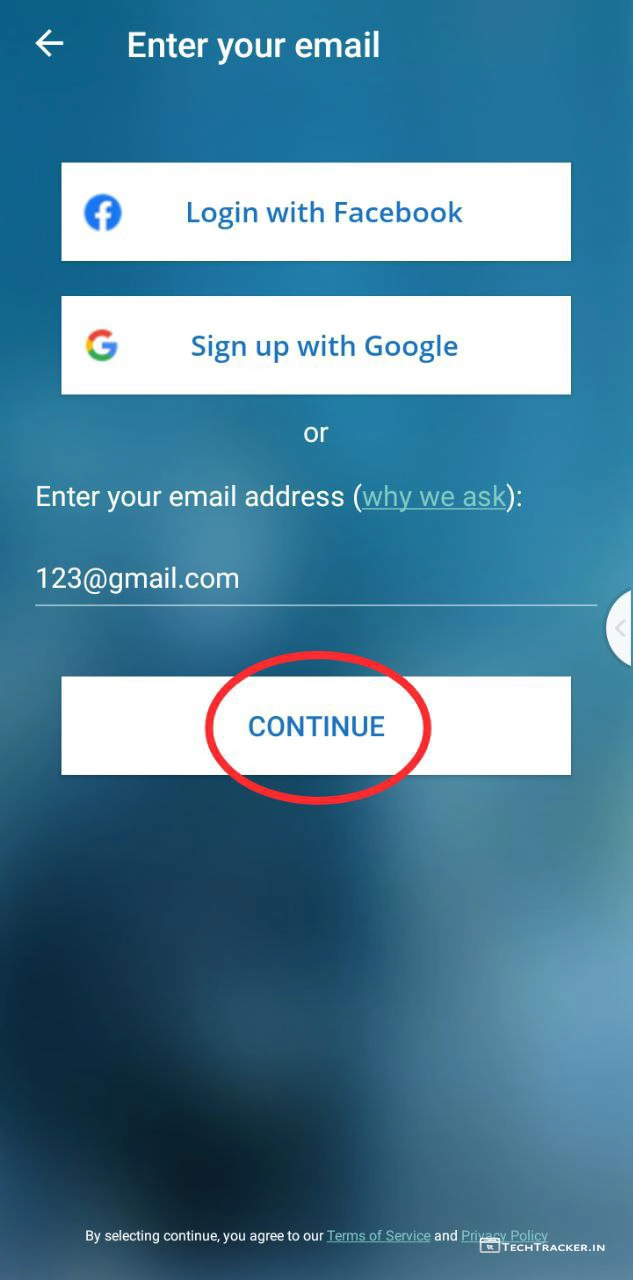 Enter your email
Login with Facebook
Sign up with Google
or
Enter your email address (why we ask):
123@gmail.com
CONTINUE
By selecting continue, you agree to our Terms of Service and Privacy Policy
TECHTRACKER.IN